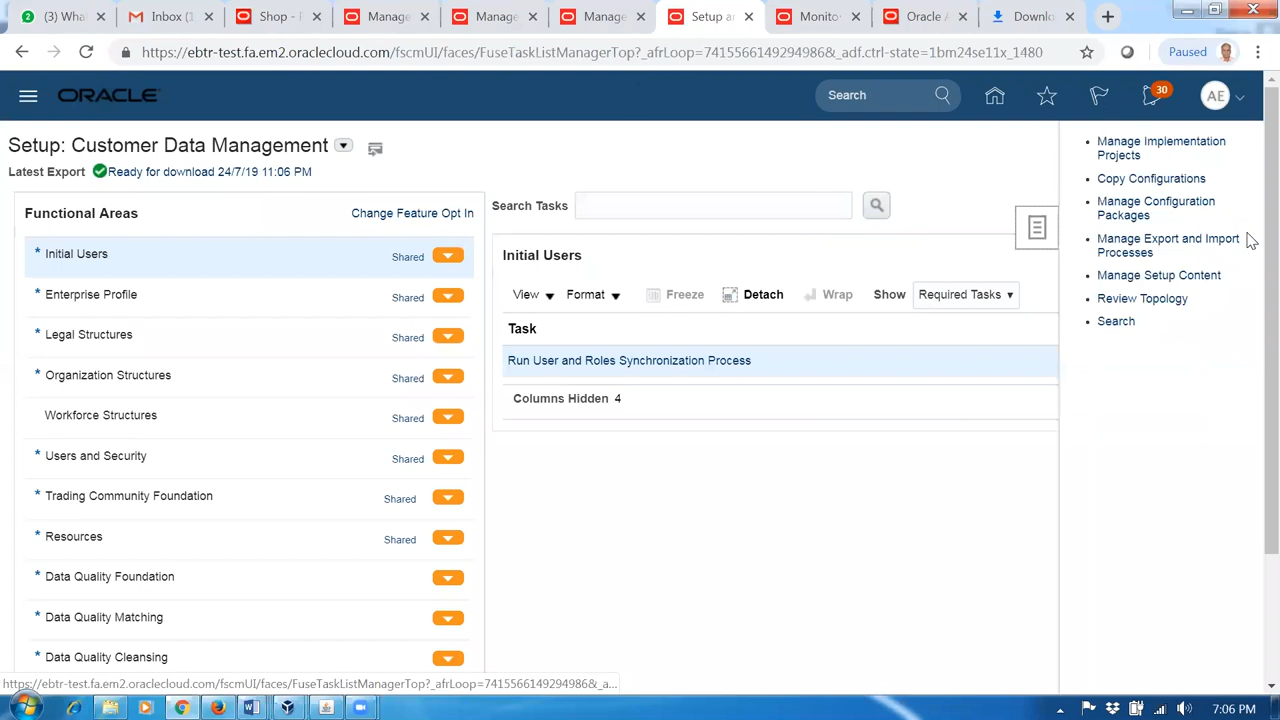 (3) Wha
Inbox
Shop -
Manage
Manage
Manage
Setup a
Monito
Oracle
Downlo
https://ebtr-test.fa.em2.oraclecloud.com/fscmUI/faces/FuseTaskListManagerTop?_afrLoop=74155661492949​86&_adf.ctrl-state=1bm24se11x_1480
Paused
ORACLE
Search
30
AE
Setup: Customer Data Management
Latest Export Ready for download 24/7/19 11:06 PM
Functional Areas
Change Feature Opt In
* Initial Users Shared
* Enterprise Profile Shared
* Legal Structures Shared
* Organization Structures Shared
Workforce Structures Shared
* Users and Security Shared
* Trading Community Foundation Shared
* Resources Shared
* Data Quality Foundation
* Data Quality Matching
* Data Quality Cleansing
Search Tasks
Initial Users
View Format Freeze Detach Wrap Show Required Tasks
Task
Run User and Roles Synchronization Process
Columns Hidden 4
Manage Implementation
Projects
Copy Configurations
Manage Configuration
Packages
Manage Export and Import
Processes
Manage Setup Content
Review Topology
Search
https://ebtr-test.fa.em2.oraclecloud.com/fscmUI/faces/FuseTaskListManagerTop?_afrLoop=7415566149294986&_a...
7:06 PM